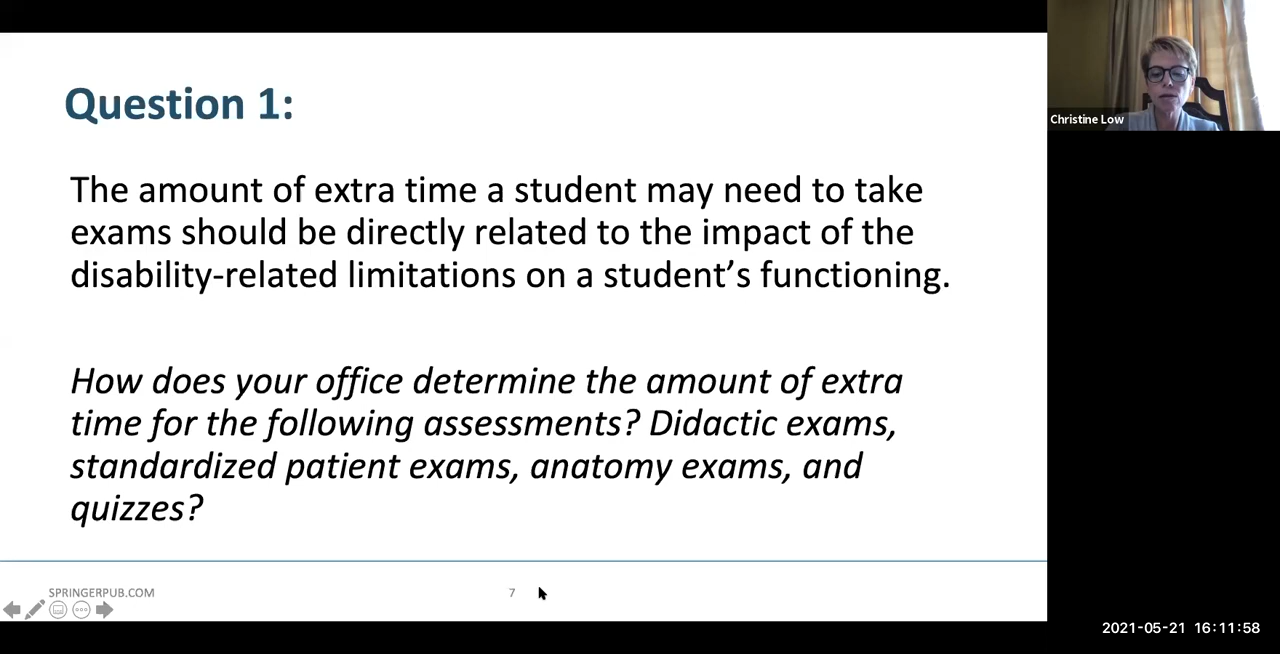 Question 1:
The amount of extra time a student may need to take
exams should be directly related to the impact of the
disability-related limitations on a student’s functioning.
How does your office determine the amount of extra
time for the following assessments? Didactic exams,
standardized patient exams, anatomy exams, and
quizzes?
SPRINGERPUB.COM
7
Christine Low
2021-05-21 16:11:58